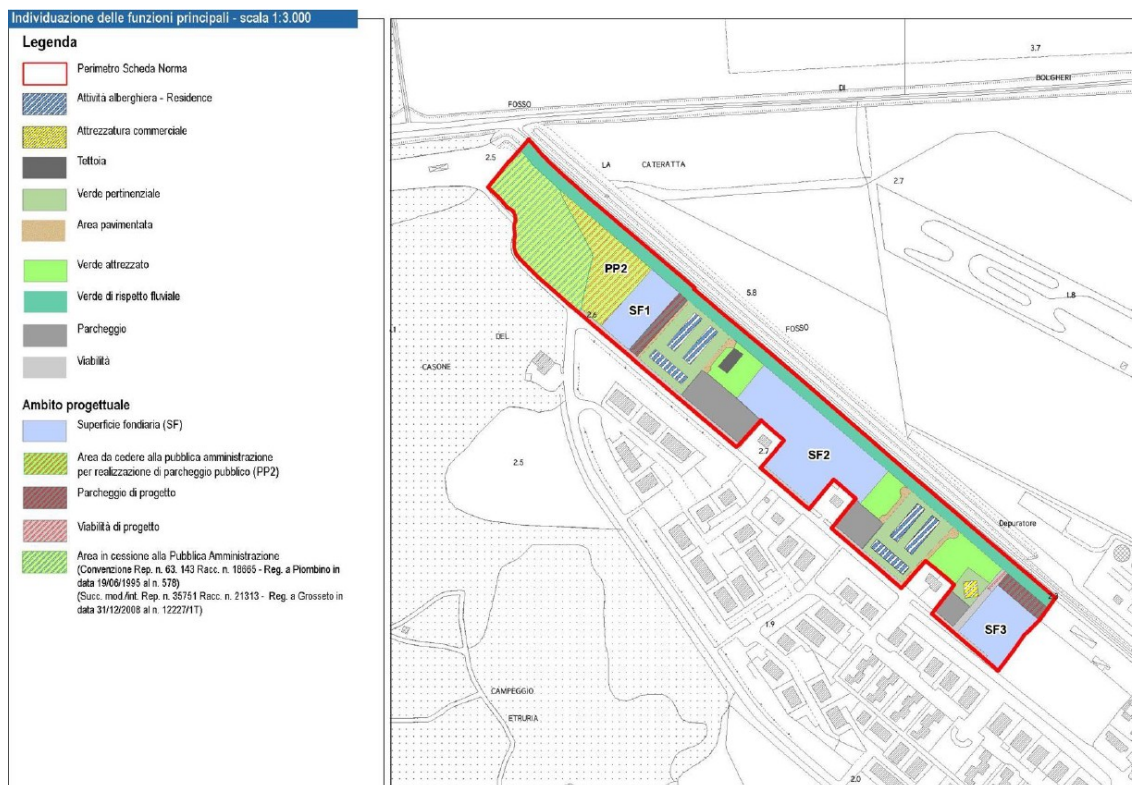 Individuazione delle funzioni principali - scala 1:3.000
Legenda
Perimetro Scheda Norma
Attività alberghiera - Residence
Attrezzatura commerciale
Tettoia
Verde pertinenziale
Area pavimentata
Verde attrezzato
Verde di rispetto fluviale
Parcheggio
Viabilità
Ambito progettuale
Superficie fondiaria (SF)
Area da cedere alla pubblica amministrazione
per realizzazione di parcheggio pubblico (PP2)
Parcheggio di progetto
Viabilità di progetto
Area in cessione alla Pubblica Amministrazione
(Convenzione Rep. n. 63. 143 Racc. n. 18665 - Reg. a Piombino in
data 19/06/1995 al n. 578)
(Succ. mod./int. Rep. n. 35751 Racc. n. 21313 - Reg. a Grosseto in
data 31/12/2008 al n. 12227/1T)
3.7
BOLGHERI
DI
FOSSO
2.5
LA CATERATTA
2.7
PP2
5.8
1.8
SF1
2.6
FOSSO
DEL
CASONE
2.7
SF2
2.5
Depuratore
1.9
SF3
CAMPEGGIO
ETRURIA
2.0